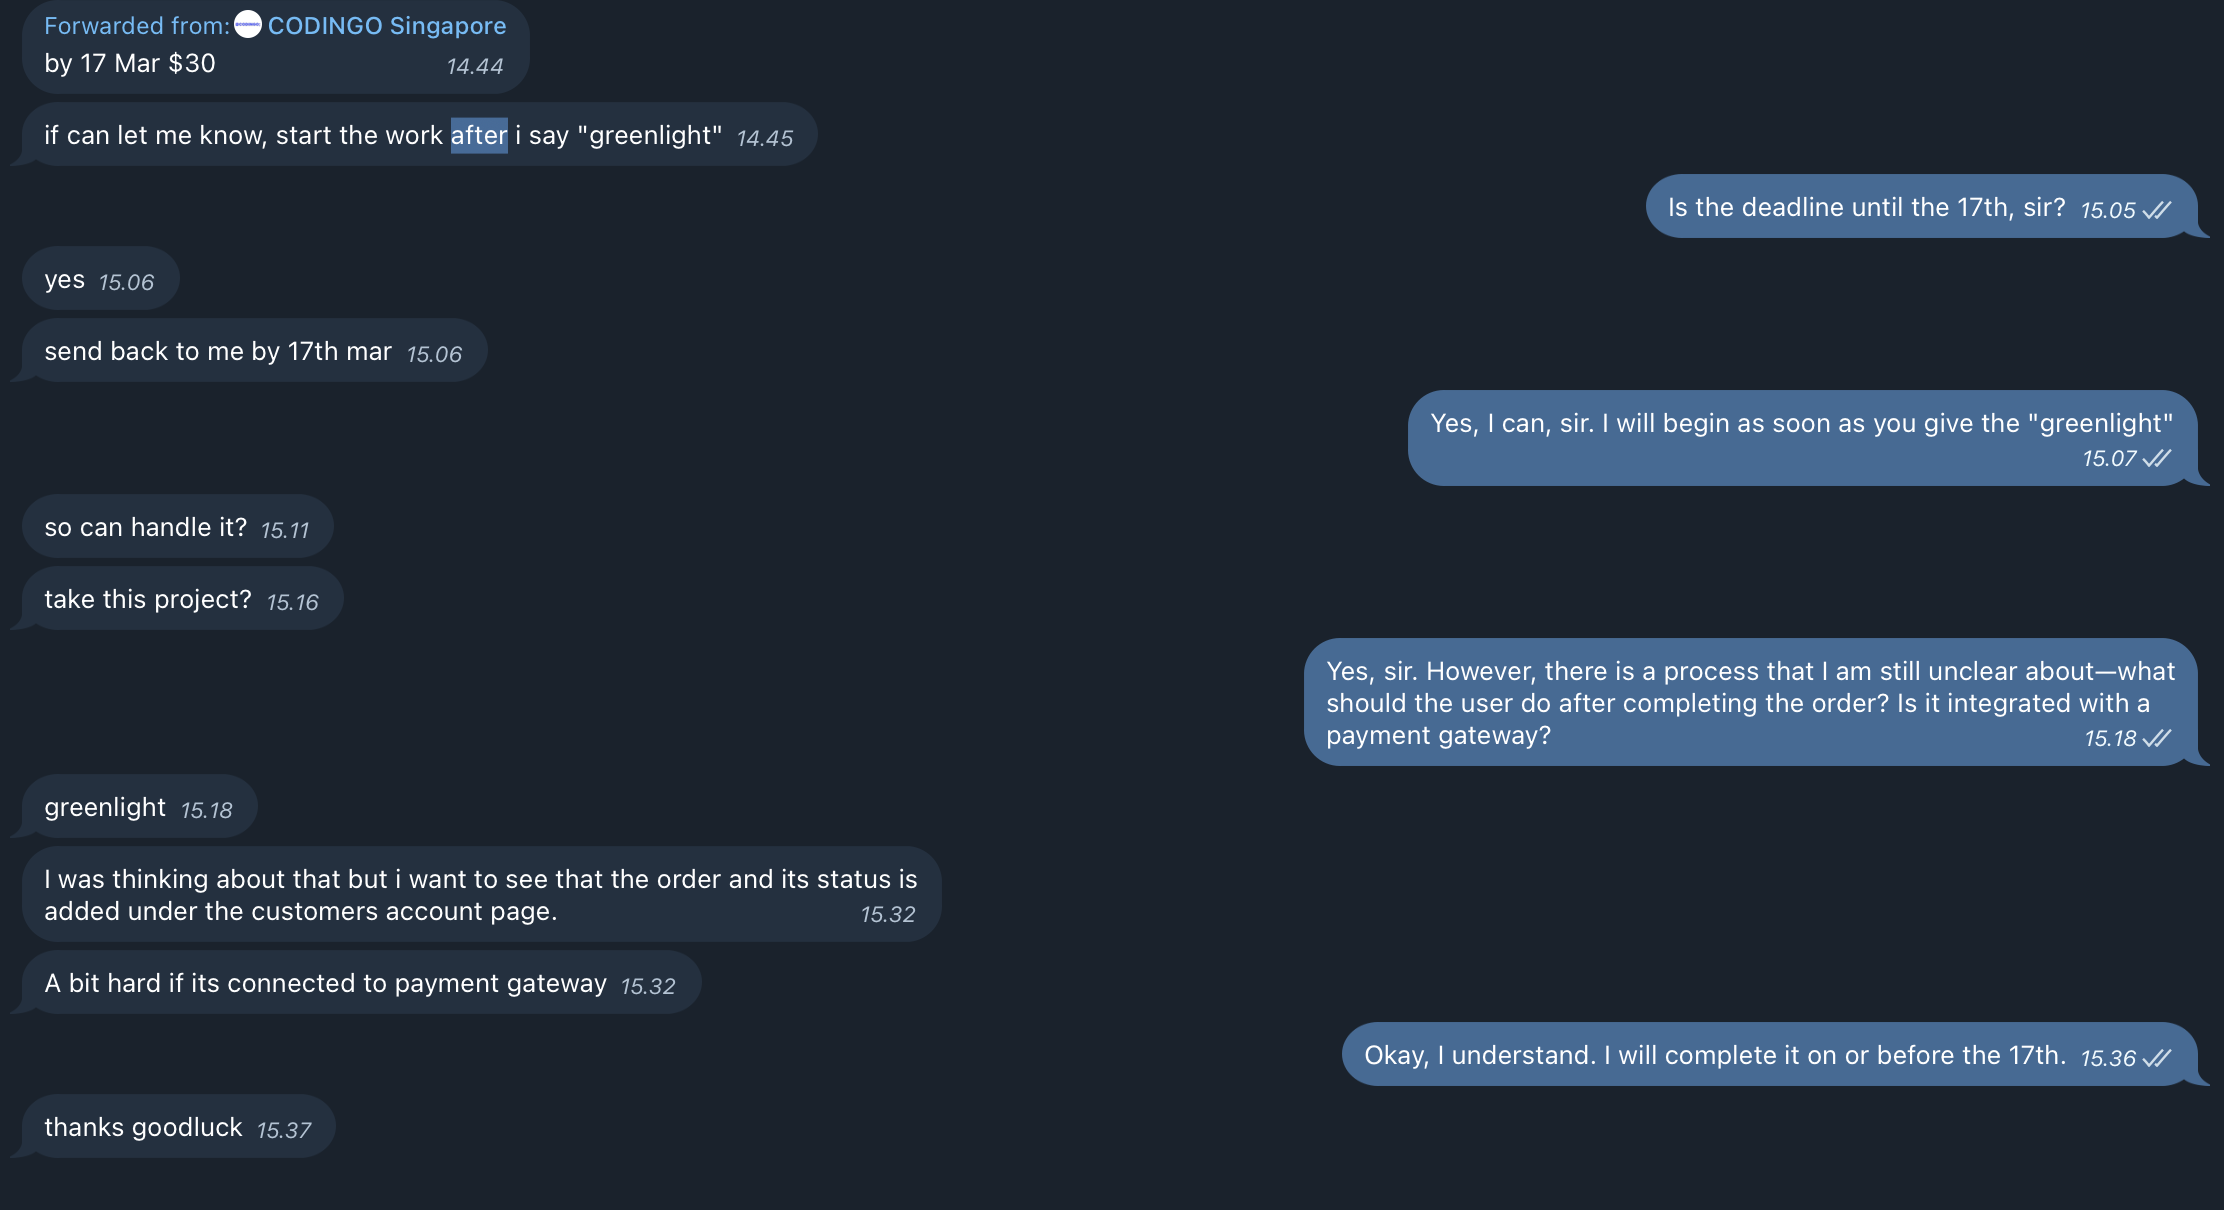 Forwarded from: CODINGO Singapore
by 17 Mar $30 14.44
if can let me know, start the work after i say "greenlight" 14.45
Is the deadline until the 17th, sir? 15.05
yes 15.06
send back to me by 17th mar 15.06
Yes, I can, sir. I will begin as soon as you give the "greenlight"
15.07
so can handle it? 15.11
take this project? 15.16
Yes, sir. However, there is a process that I am still unclear about—what
should the user do after completing the order? Is it integrated with a
payment gateway? 15.18
greenlight 15.18
I was thinking about that but i want to see that the order and its status is
added under the customers account page. 15.32
A bit hard if its connected to payment gateway 15.32
Okay, I understand. I will complete it on or before the 17th. 15.36
thanks goodluck 15.37